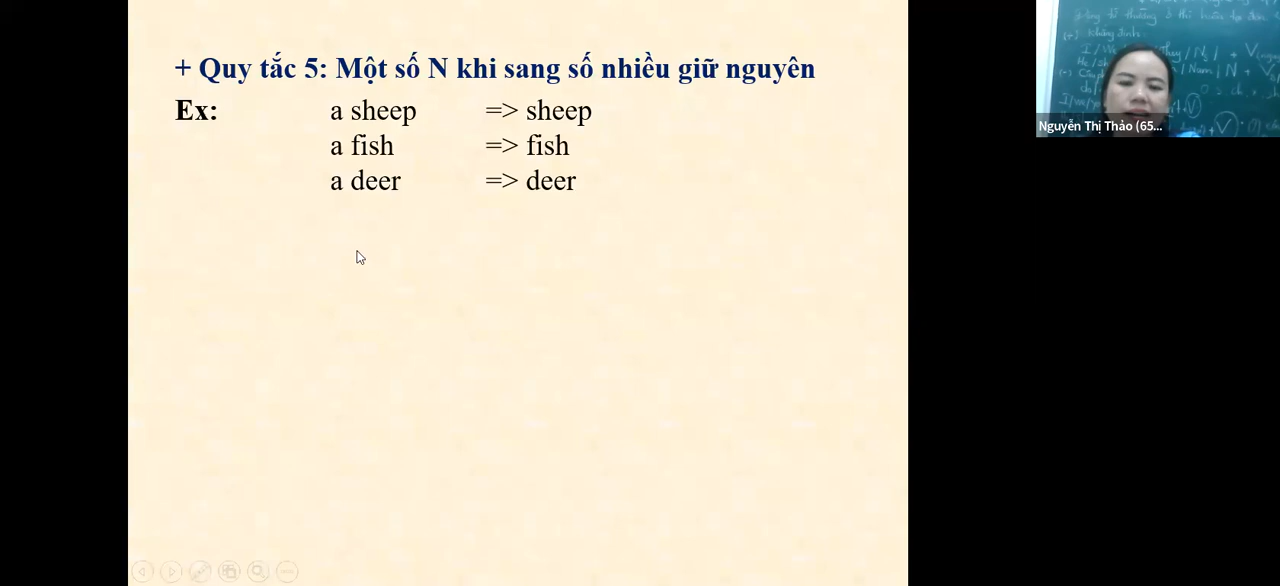 + Quy tắc 5: Một số N khi sang số nhiều giữ nguyên
Ex: a sheep => sheep
a fish => fish
a deer => deer
Nguyễn Thị Thảo (65...